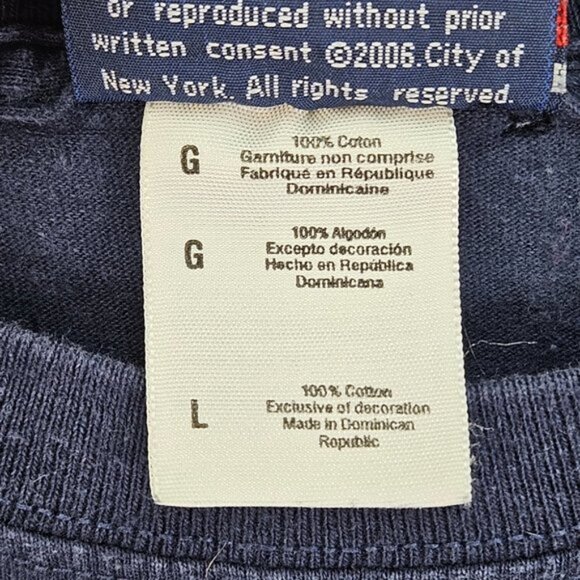 or reproduced without prior
written consent ©2006.City of
New York. All rights reserved.
G
100% Coton
Garniture non comprise
Fabriqué en République
Dominicaine
G
100% Algodón
Excepto decoración
Hecho en República
Dominicana
L
100% Cotton
Exclusive of decoration
Made in Dominican
Republic